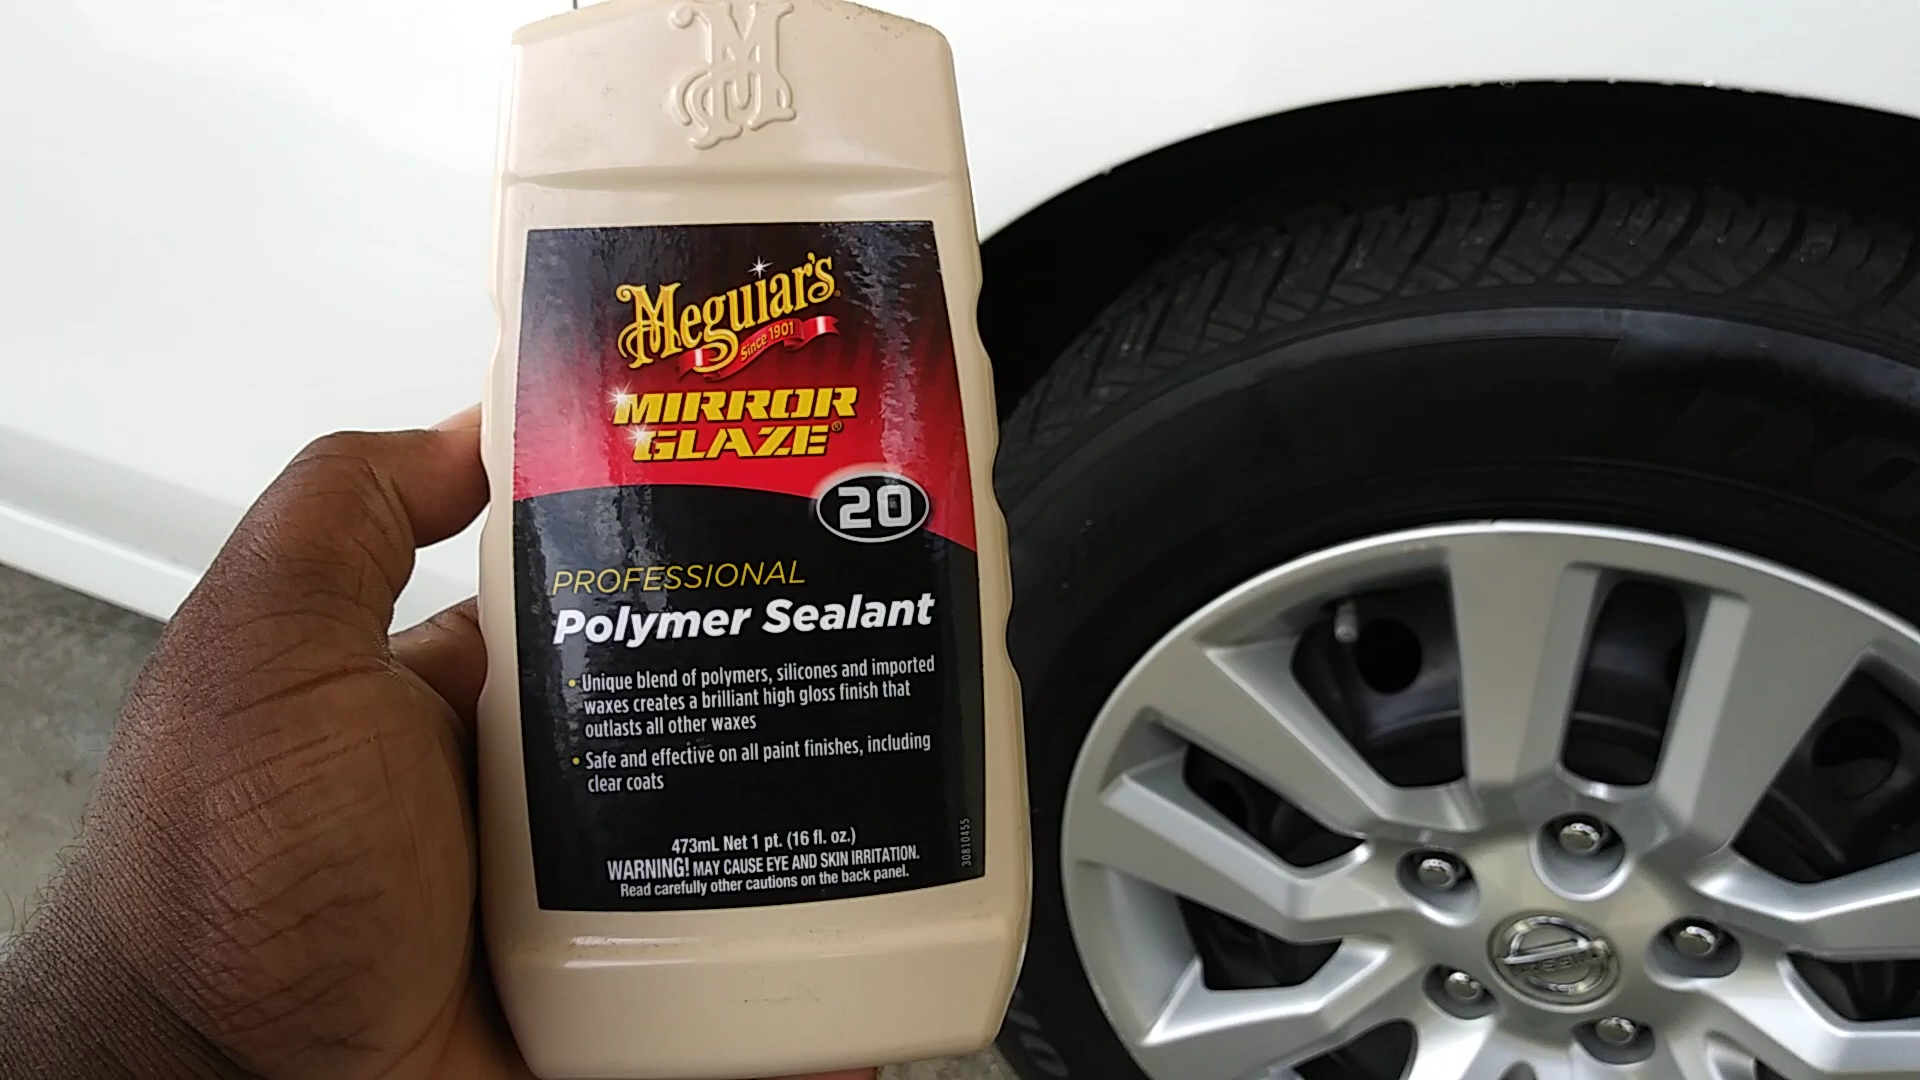 Meguiar's
Since 1901
MIRROR
GLAZE®
20
PROFESSIONAL
Polymer Sealant
• Unique blend of polymers, silicones and imported
waxes creates a brilliant high gloss finish that
outlasts all other waxes
• Safe and effective on all paint finishes, including
clear coats
473mL Net 1 pt. (16 fl. oz.)
WARNING! MAY CAUSE EYE AND SKIN IRRITATION.
Read carefully other cautions on the back panel.
30810455
NISSAN